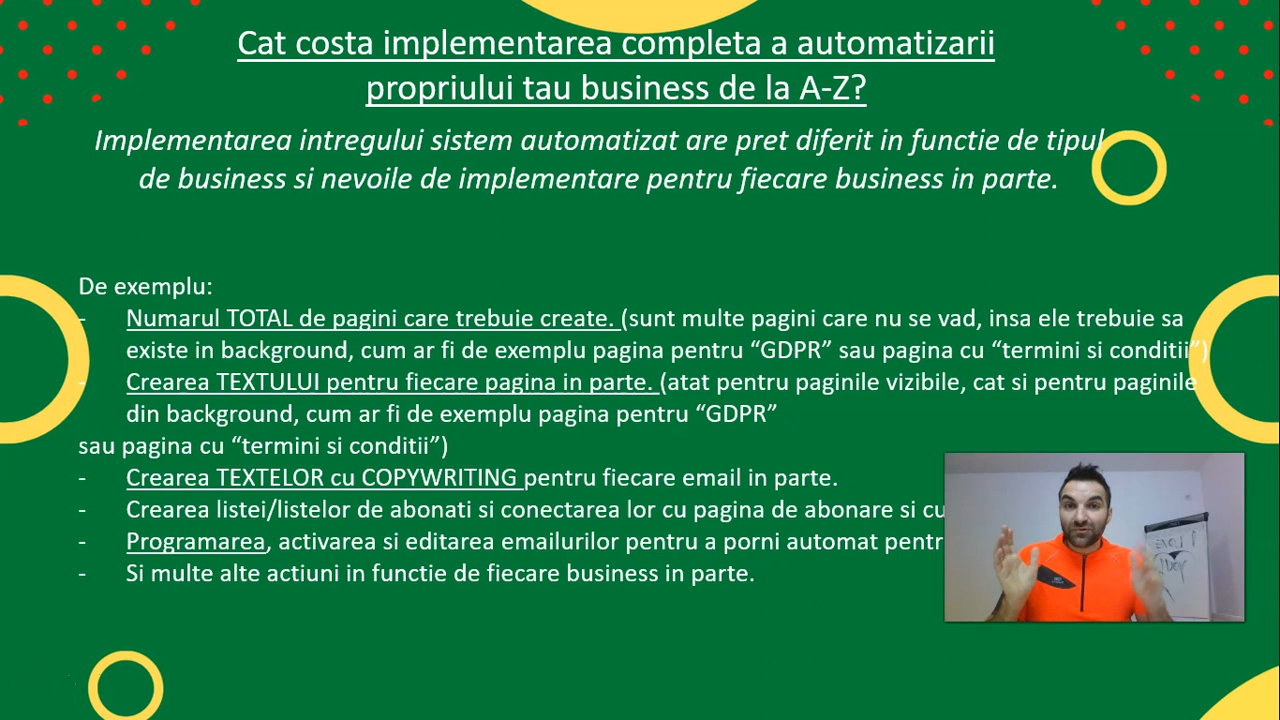 Cat costa implementarea completa a automatizarii
propriului tau business de la A-Z?
Implementarea intregului sistem automatizat are pret diferit in functie de tipul
de business si nevoile de implementare pentru fiecare business in parte.
De exemplu:
- Numarul TOTAL de pagini care trebuie create. (sunt multe pagini care nu se vad, insa ele trebuie sa
existe in background, cum ar fi de exemplu pagina pentru “GDPR” sau pagina cu “termini si conditii”)
- Crearea TEXTULUI pentru fiecare pagina in parte. (atat pentru paginile vizibile, cat si pentru paginile
din background, cum ar fi de exemplu pagina pentru “GDPR”
sau pagina cu “termini si conditii”)
- Crearea TEXTELOR cu COPYWRITING pentru fiecare email in parte.
- Crearea listei/listelor de abonati si conectarea lor cu pagina de abonare si cu
- Programarea, activarea si editarea emailurilor pentru a porni automat pentr
- Si multe alte actiuni in functie de fiecare business in parte.